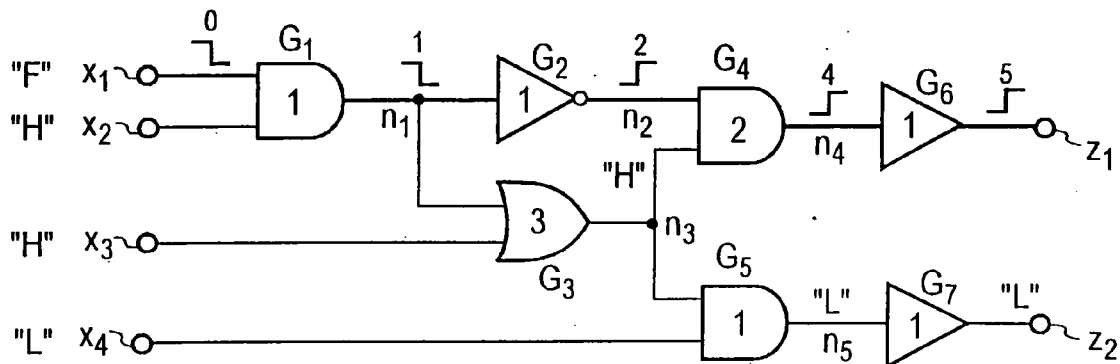 0 G1 1 G2 2 G4 4 G6 5
"F" x1 1 n1 1 n2 2 n4 1 z1
"H" x2
"H"
"H" x3 3 n3
G3 G5 "L" G7 "L"
"L" x4 1 n5 1 z2